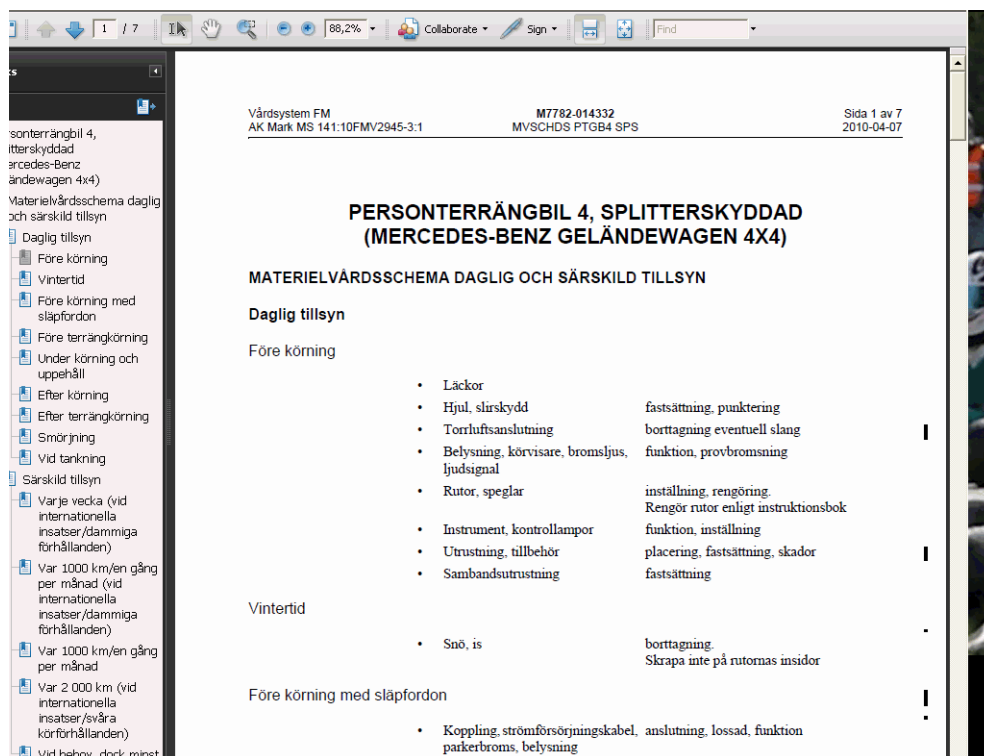 1 / 7
88,2%
Collaborate
Sign
Find
Personterrängbil 4,
splitterskyddad
(Mercedes-Benz
Geländewagen 4x4)
Materielvårdsschema daglig
och särskild tillsyn
Daglig tillsyn
Före körning
Vintertid
Före körning med
släpfordon
Före terrängkörning
Under körning och
uppehåll
Efter körning
Efter terrängkörning
Smörjning
Vid tankning
Särskild tillsyn
Varje vecka (vid
internationella
insatser/dammiga
förhållanden)
Var 1000 km/en gång
per månad (vid
internationella
insatser/dammiga
förhållanden)
Var 1000 km/en gång
per månad
Var 2 000 km (vid
internationella
insatser/svåra
körförhållanden)
Vid behov, dock minst
Vårdsystem FM M7782-014332 Sida 1 av 7
AK Mark MS 141:10FMV2945-3:1 MVSCHDS PTGB4 SPS 2010-04-07
PERSONTERRÄNGBIL 4, SPLITTERSKYDDAD
(MERCEDES-BENZ GELÄNDEWAGEN 4X4)
MATERIELVÅRDSSCHEMA DAGLIG OCH SÄRSKILD TILLSYN
Daglig tillsyn
Före körning
• Läckor
• Hjul, slirskydd fastsättning, punktering
• Torrluftsanslutning borttagning eventuell slang
• Belysning, körvisare, bromsljus, funktion, provbromsning
ljudsignal
• Rutor, speglar inställning, rengöring.
Rengör rutor enligt instruktionsbok
• Instrument, kontrollampor funktion, inställning
• Utrustning, tillbehör placering, fastsättning, skador
• Sambandsutrustning fastsättning
Vintertid
• Snö, is borttagning.
Skrapa inte på rutornas insidor
Före körning med släpfordon
• Koppling, strömförsörjningskabel, anslutning, lossad, funktion
parkerbroms, belysning